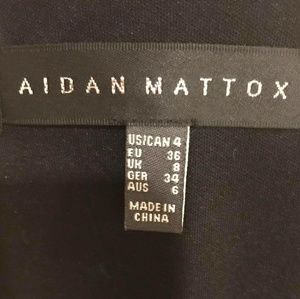 AIDAN MATTOX
US/CAN 4
EU 36
UK 8
GER 34
AUS 6
MADE IN
CHINA